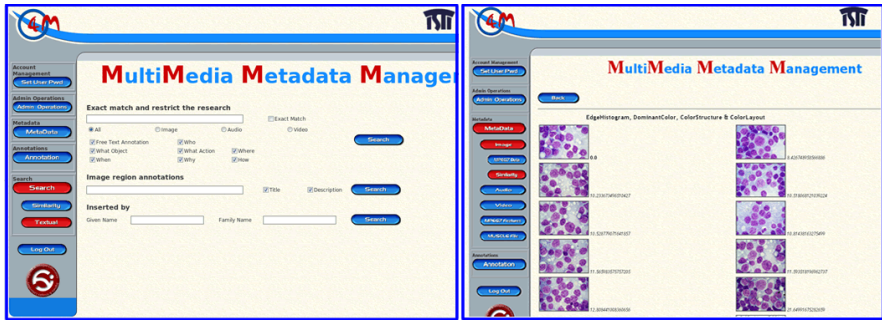 4M
ISTI
MultiMedia Metadata Manager
Account
Management
Set User Pwd
Admin Operations
Admin Operations
Metadata
MetaData
Annotations
Annotation
Search
Search
Similarity
Textual
Log Out
Exact match and restrict the research
Exact Match
All Image Audio Video
Free Text Annotation Who
What Object What Action Where
When Why How
Search
Image region annotations
Title Description Search
Inserted by
Given Name Family Name Search
4M
ISTI
MultiMedia Metadata Management
Account Management
Set User Pwd
Admin Operations
Admin Operations
Metadata
MetaData
Image
Similarity
Audio
Video
Annotations
Annotation
Log Out
Back
EdgeHistogram, DominantColor, ColorStructure & ColorLayout
0.0